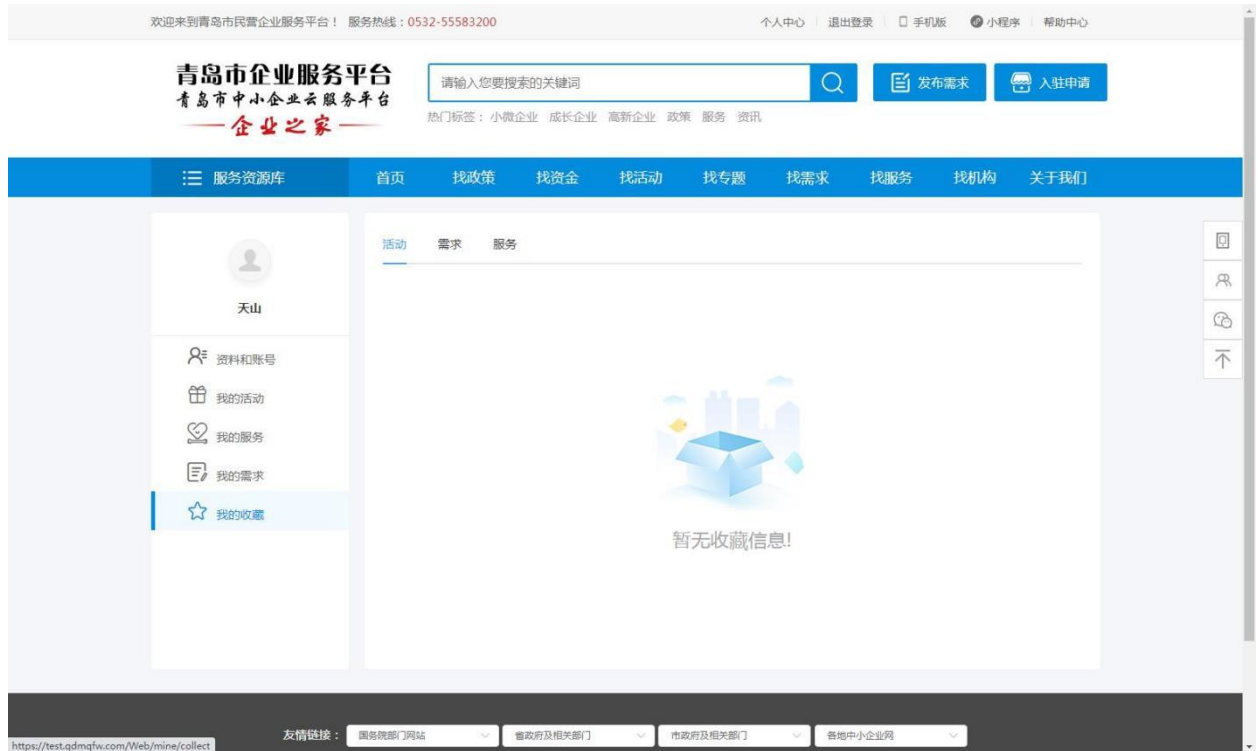 欢迎来到青岛市民营企业服务平台！ 服务热线：0532-55583200 个人中心 退出登录 手机版 小程序 帮助中心
青岛市企业服务平台
青岛市中小企业云服务平台
企业之家
请输入您要搜索的关键词
发布需求 入驻申请
热门标签：小微企业 成长企业 高新企业 政策 服务 资讯
服务资源库 首页 找政策 找资金 找活动 找专题 找需求 找服务 找机构 关于我们
活动 需求 服务
天山
资料和账号
我的活动
我的服务
我的需求
我的收藏
暂无收藏信息!
友情链接： 国务院部门网站 省政府及相关部门 市政府及相关部门 各地中小企业网
https://test.qdmqfw.com/Web/mine/collect